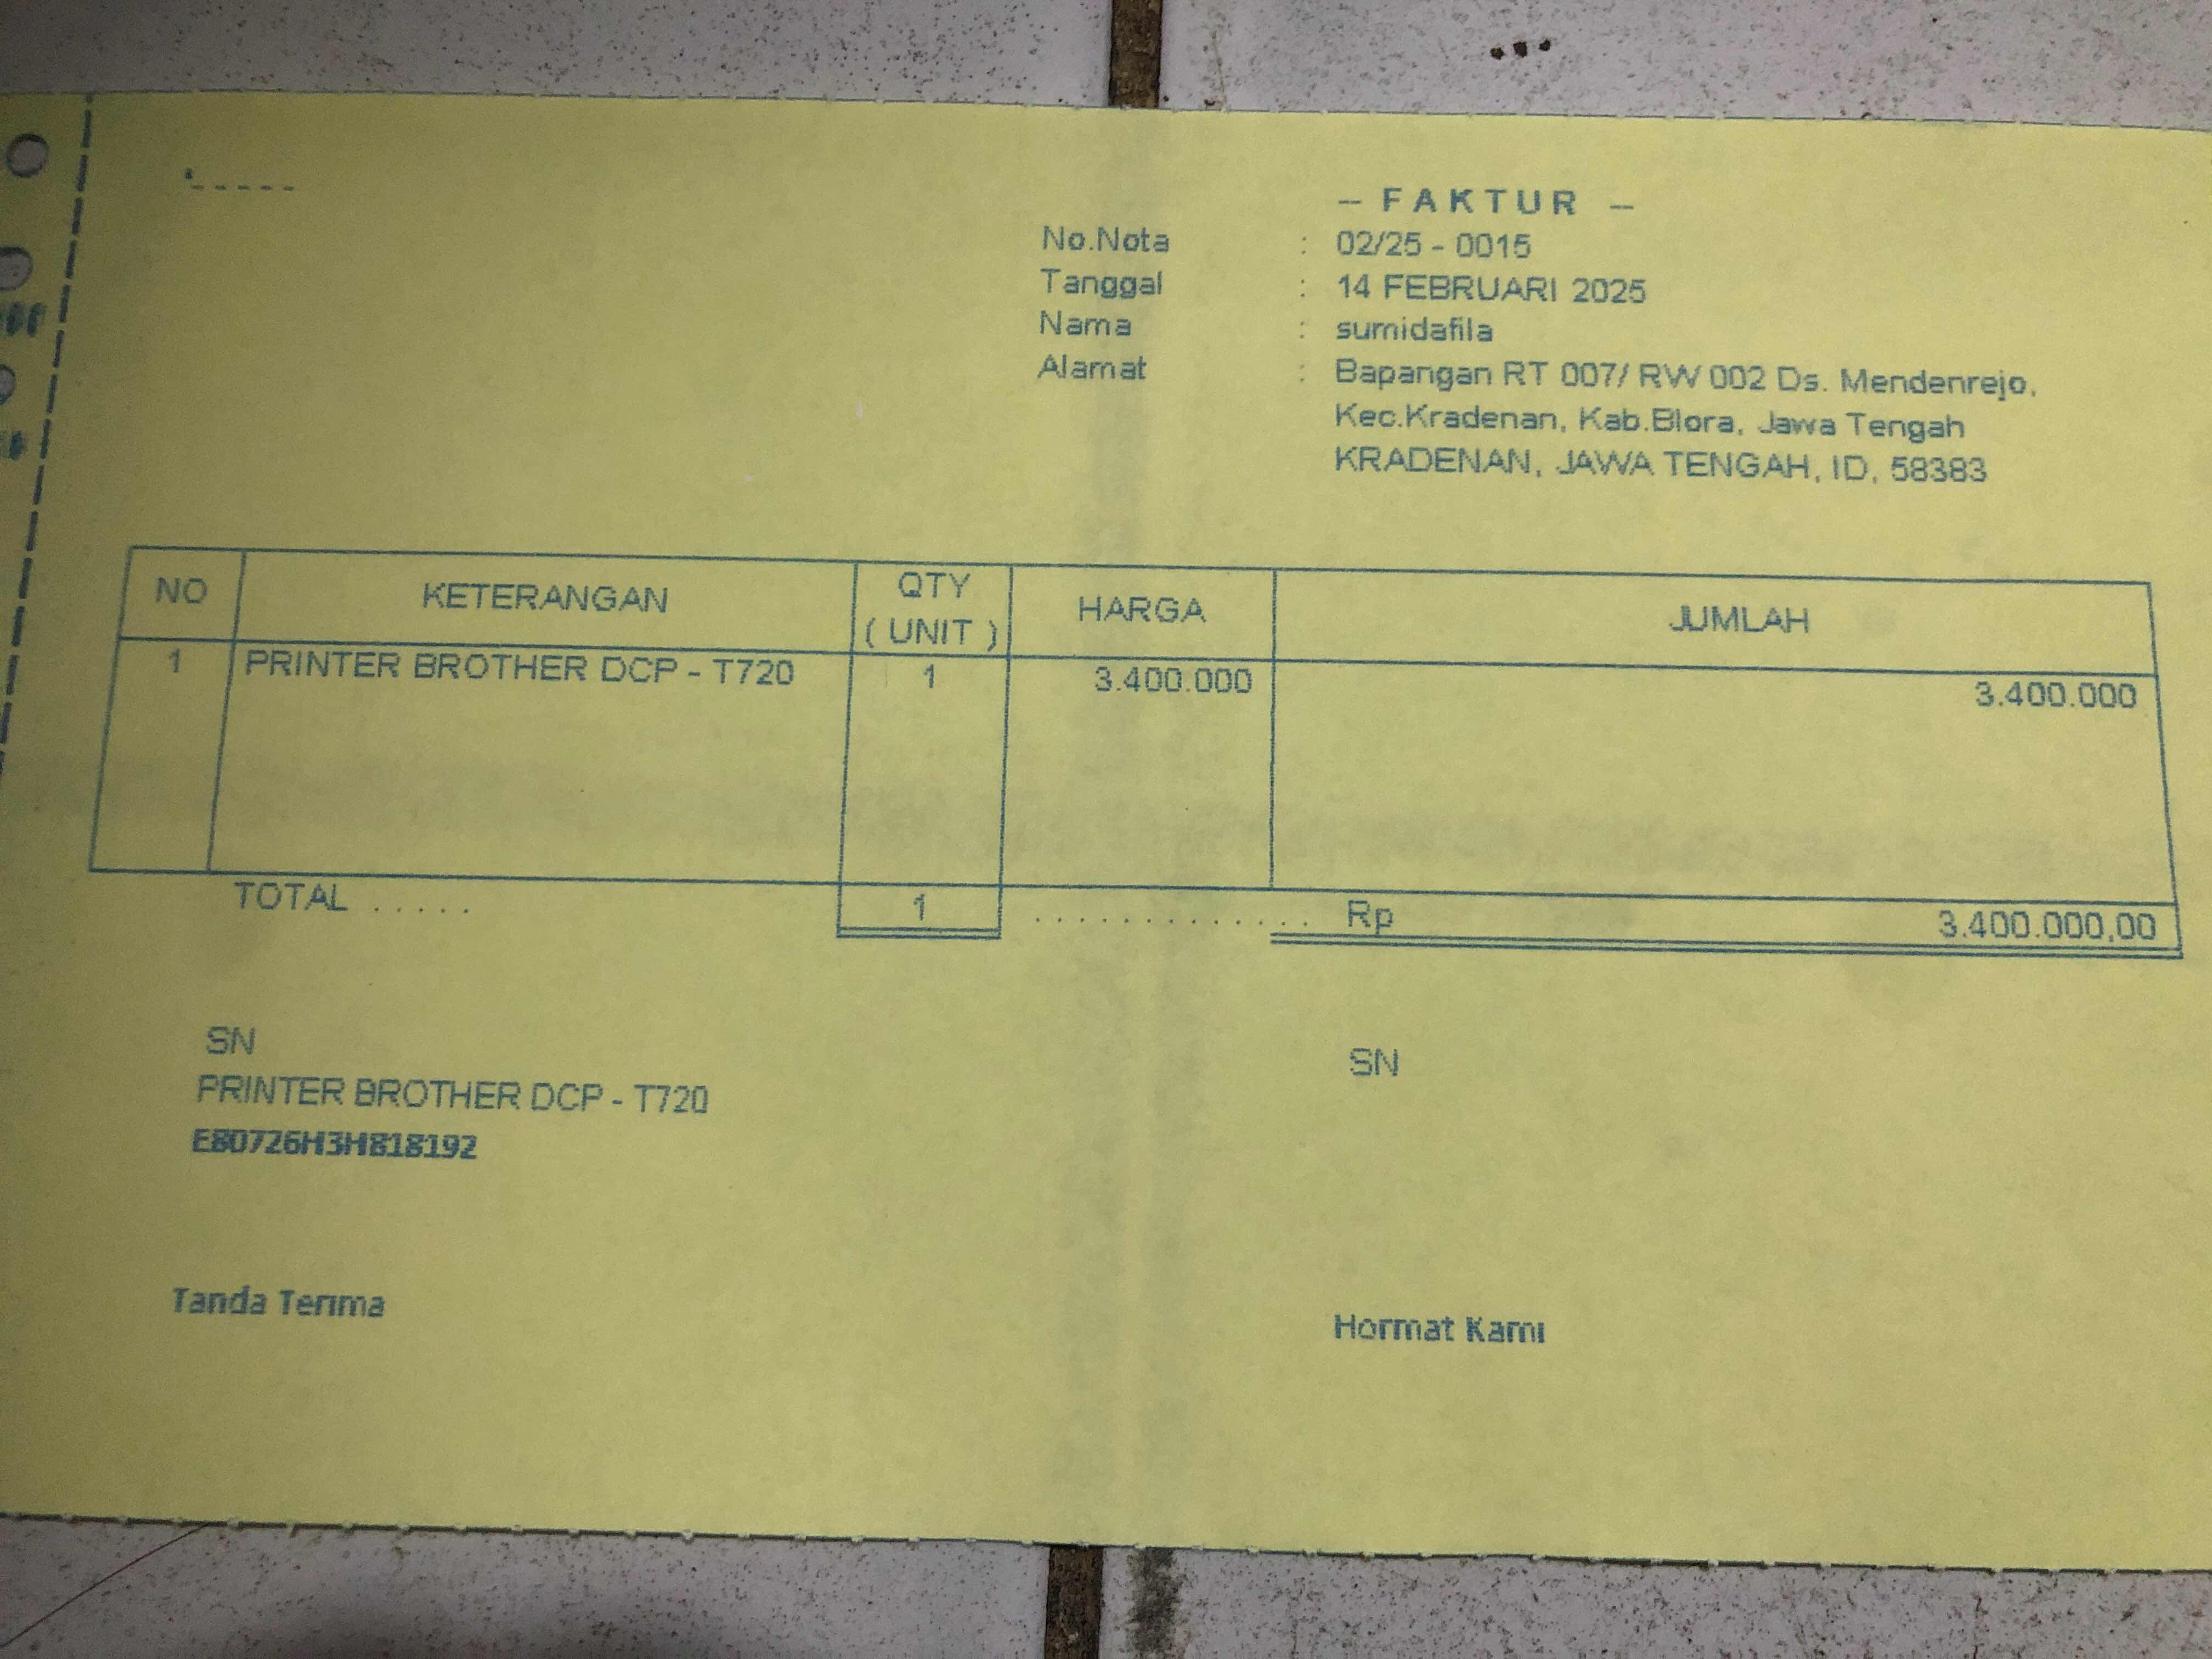 -- FAKTUR --
No.Nota : 02/25 - 0015
Tanggal : 14 FEBRUARI 2025
Nama : sumidafila
Alamat : Bapangan RT 007/ RW 002 Ds. Mendenrejo,
Kec.Kradenan, Kab.Blora, Jawa Tengah
KRADENAN, JAWA TENGAH, ID, 58383
NO KETERANGAN QTY ( UNIT ) HARGA JUMLAH
1 PRINTER BROTHER DCP - T720 1 3.400.000 3.400.000
TOTAL ..... 1 ............. Rp 3.400.000,00
SN SN
PRINTER BROTHER DCP - T720
E80726H3H818192
Tanda Terima Hormat Kami